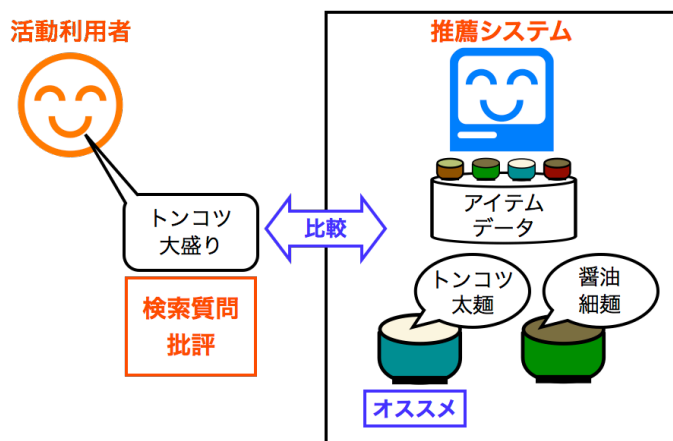 活動利用者
トンコツ
大盛り
検索質問
批評
比較
推薦システム
アイテム
データ
トンコツ
太麺
醤油
細麺
オススメ